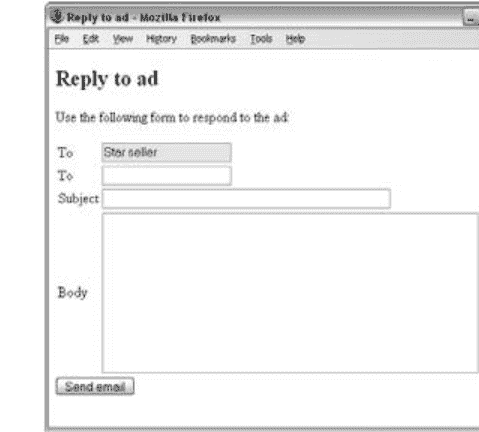 Reply to ad - Mozilla Firefox
File Edit View History Bookmarks Tools Help
Reply to ad
Use the following form to respond to the ad:
To Star seller
To
Subject
Body
Send email